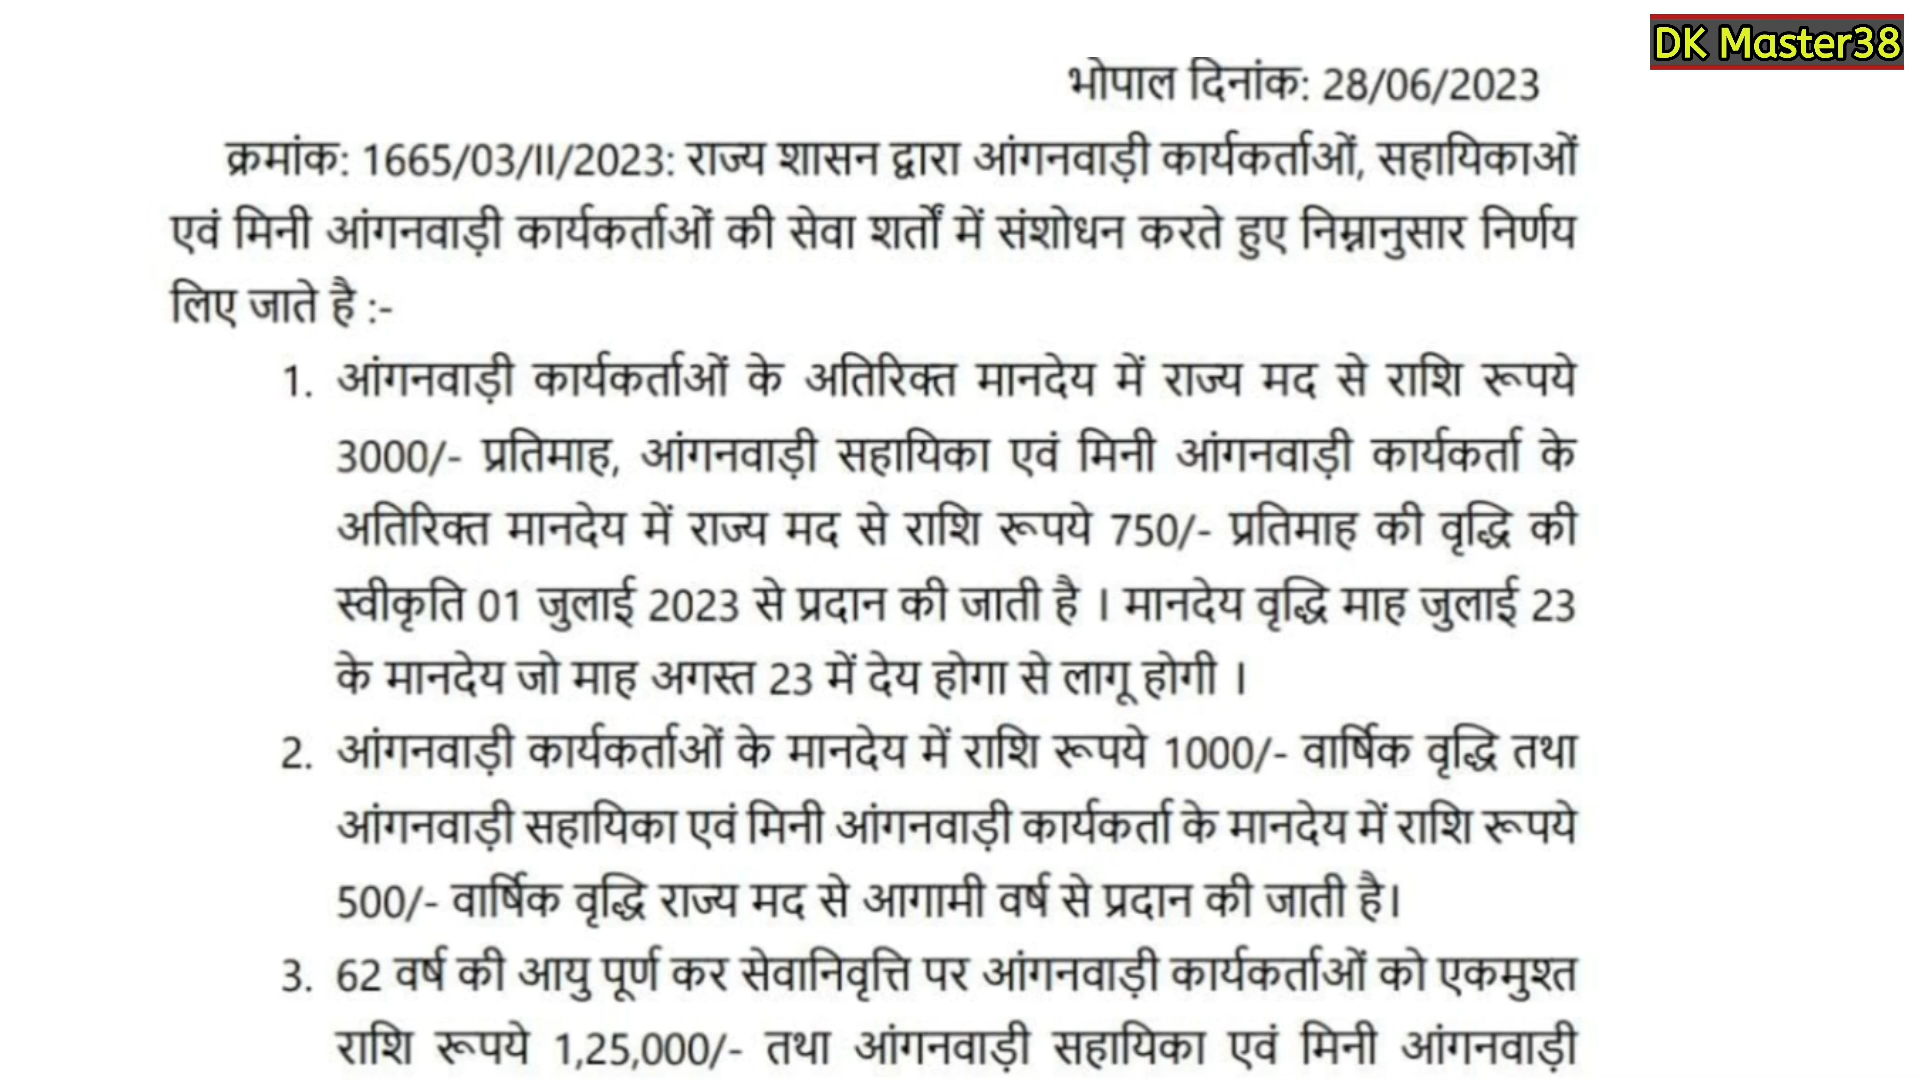 DK Master38
भोपाल दिनांक: 28/06/2023
क्रमांक: 1665/03/II/2023: राज्य शासन द्वारा आंगनवाड़ी कार्यकर्ताओं, सहायिकाओं
एवं मिनी आंगनवाड़ी कार्यकर्ताओं की सेवा शर्तों में संशोधन करते हुए निम्नानुसार निर्णय
लिए जाते है :-
1. आंगनवाड़ी कार्यकर्ताओं के अतिरिक्त मानदेय में राज्य मद से राशि रूपये
3000/- प्रतिमाह, आंगनवाड़ी सहायिका एवं मिनी आंगनवाड़ी कार्यकर्ता के
अतिरिक्त मानदेय में राज्य मद से राशि रूपये 750/- प्रतिमाह की वृद्धि की
स्वीकृति 01 जुलाई 2023 से प्रदान की जाती है । मानदेय वृद्धि माह जुलाई 23
के मानदेय जो माह अगस्त 23 में देय होगा से लागू होगी ।
2. आंगनवाड़ी कार्यकर्ताओं के मानदेय में राशि रूपये 1000/- वार्षिक वृद्धि तथा
आंगनवाड़ी सहायिका एवं मिनी आंगनवाड़ी कार्यकर्ता के मानदेय में राशि रूपये
500/- वार्षिक वृद्धि राज्य मद से आगामी वर्ष से प्रदान की जाती है।
3. 62 वर्ष की आयु पूर्ण कर सेवानिवृत्ति पर आंगनवाड़ी कार्यकर्ताओं को एकमुश्त
राशि रूपये 1,25,000/- तथा आंगनवाड़ी सहायिका एवं मिनी आंगनवाड़ी